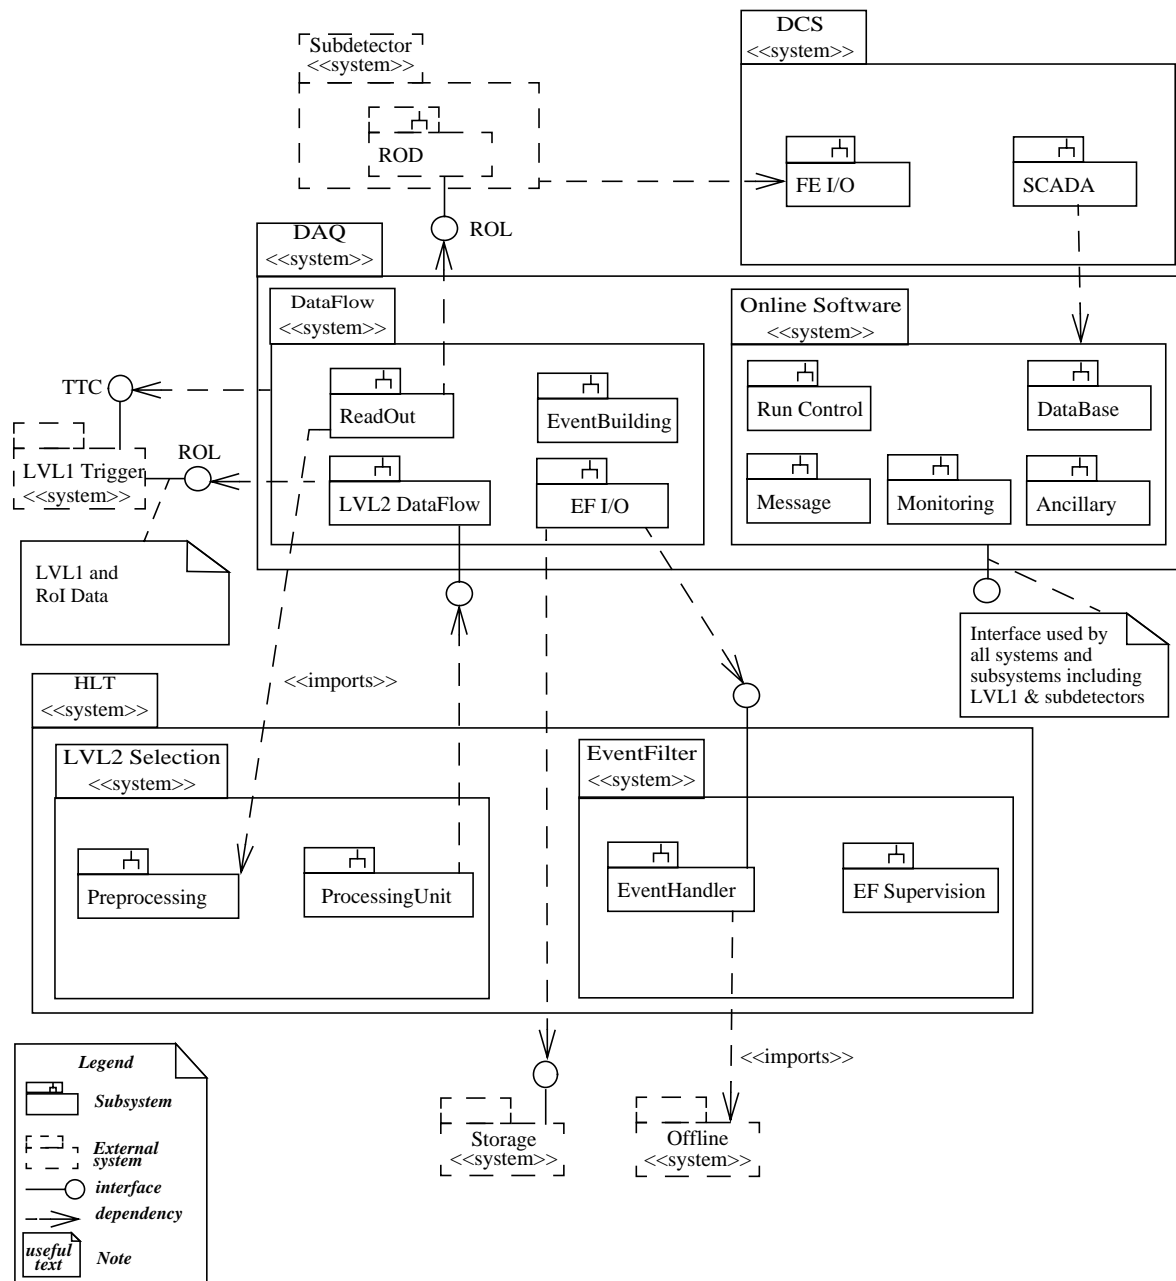 DCS
<<system>>
Subdetector
<<system>>
ROD
FE I/O
SCADA
ROL
DAQ
<<system>>
DataFlow
<<system>>
Online Software
<<system>>
TTC
ReadOut
EventBuilding
Run Control
DataBase
ROL
LVL1 Trigger
<<system>>
LVL2 DataFlow
EF I/O
Message
Monitoring
Ancillary
LVL1 and
RoI Data
Interface used by
all systems and
subsystems including
LVL1 & subdetectors
<<imports>>
HLT
<<system>>
LVL2 Selection
<<system>>
EventFilter
<<system>>
Preprocessing
ProcessingUnit
EventHandler
EF Supervision
<<imports>>
Storage
<<system>>
Offline
<<system>>
Legend
Subsystem
External
system
interface
dependency
useful
text
Note